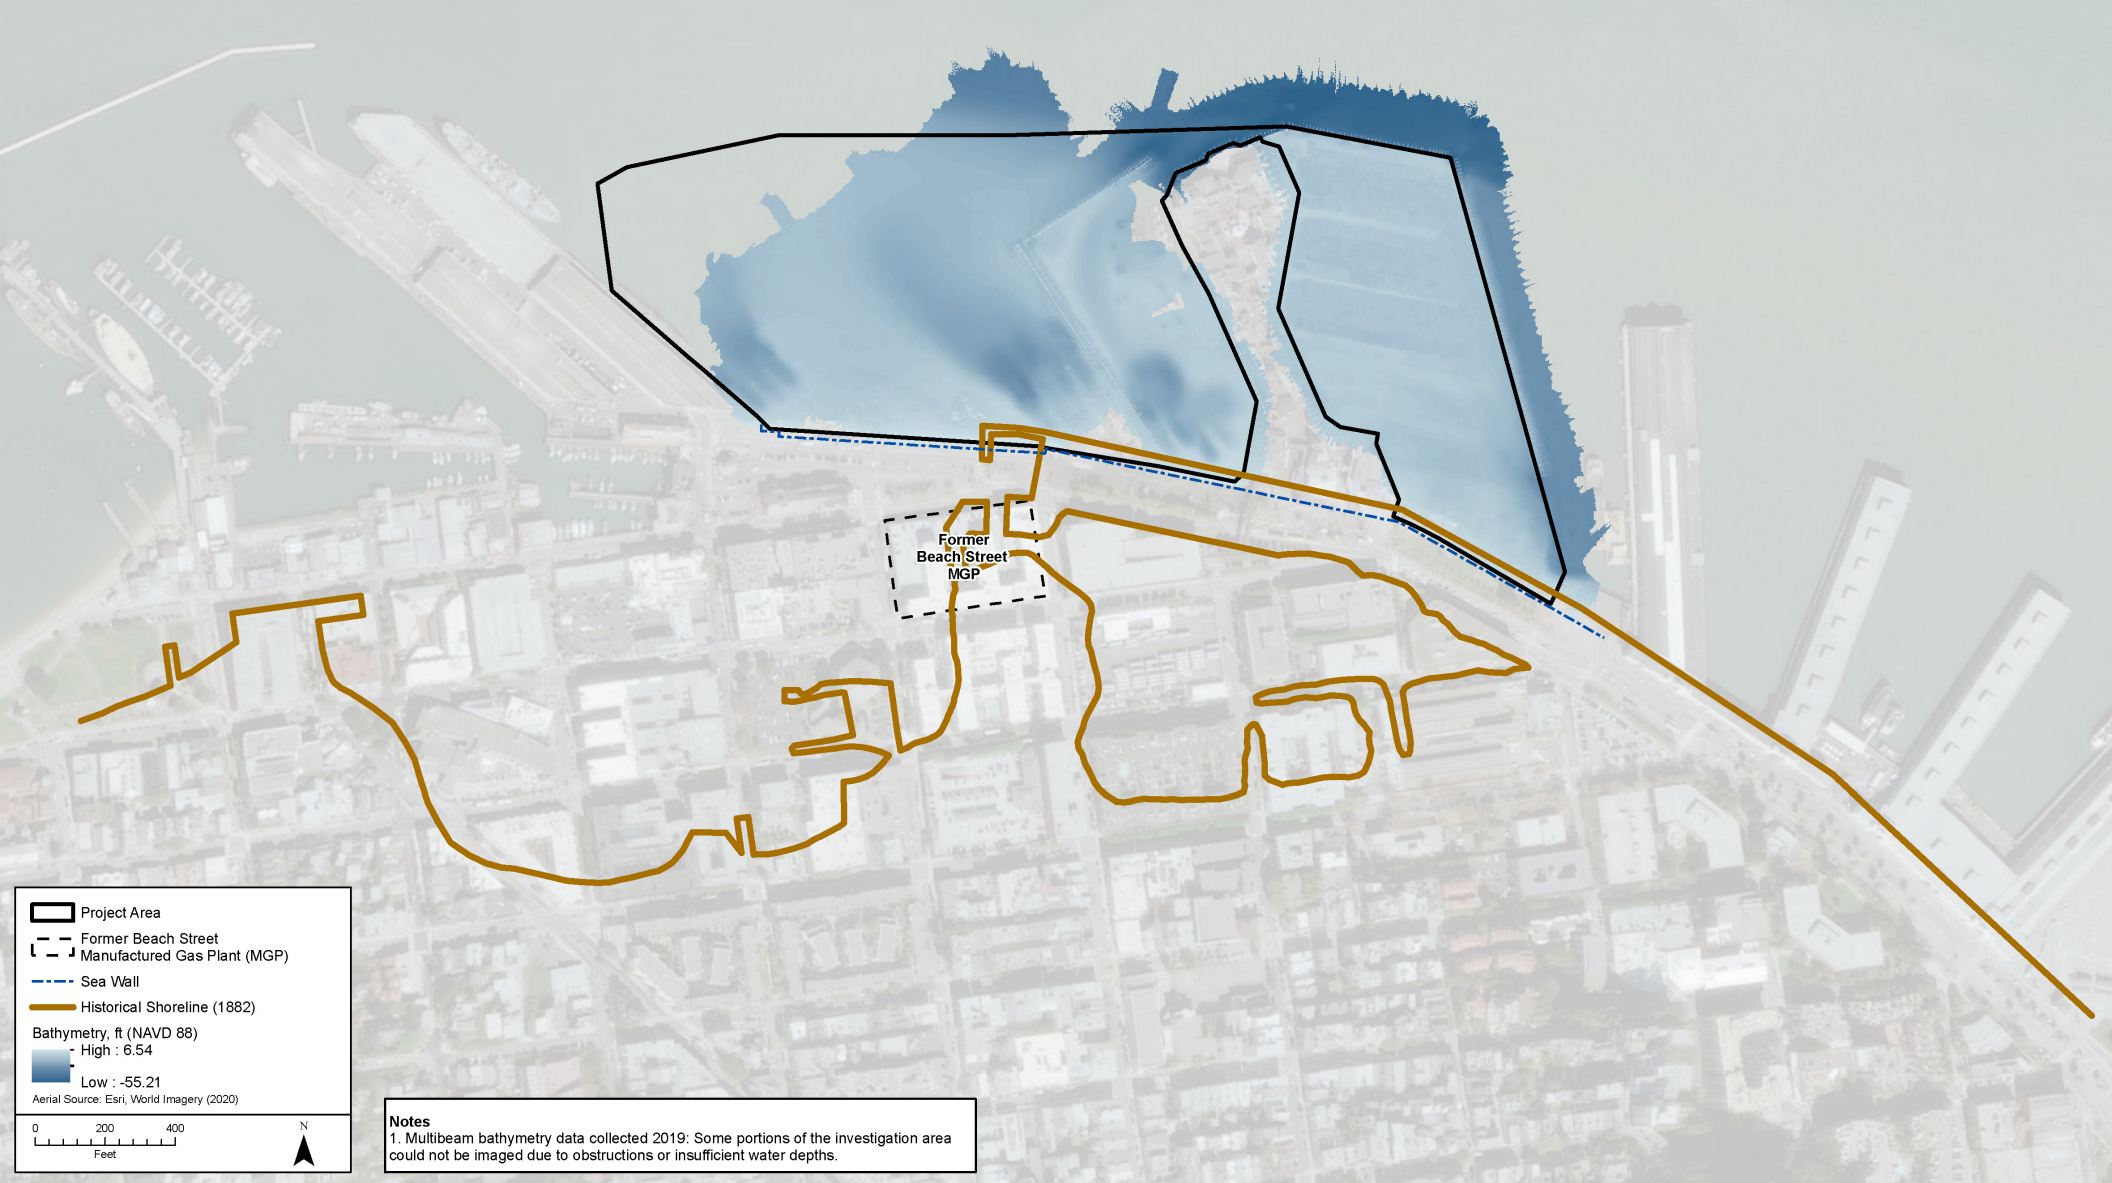 Former
Beach Street
MGP
Project Area
Former Beach Street
Manufactured Gas Plant (MGP)
Sea Wall
Historical Shoreline (1882)
Bathymetry, ft (NAVD 88)
High : 6.54
Low : -55.21
Aerial Source: Esri, World Imagery (2020)
0 200 400
Feet
N
Notes
1. Multibeam bathymetry data collected 2019: Some portions of the investigation area
could not be imaged due to obstructions or insufficient water depths.